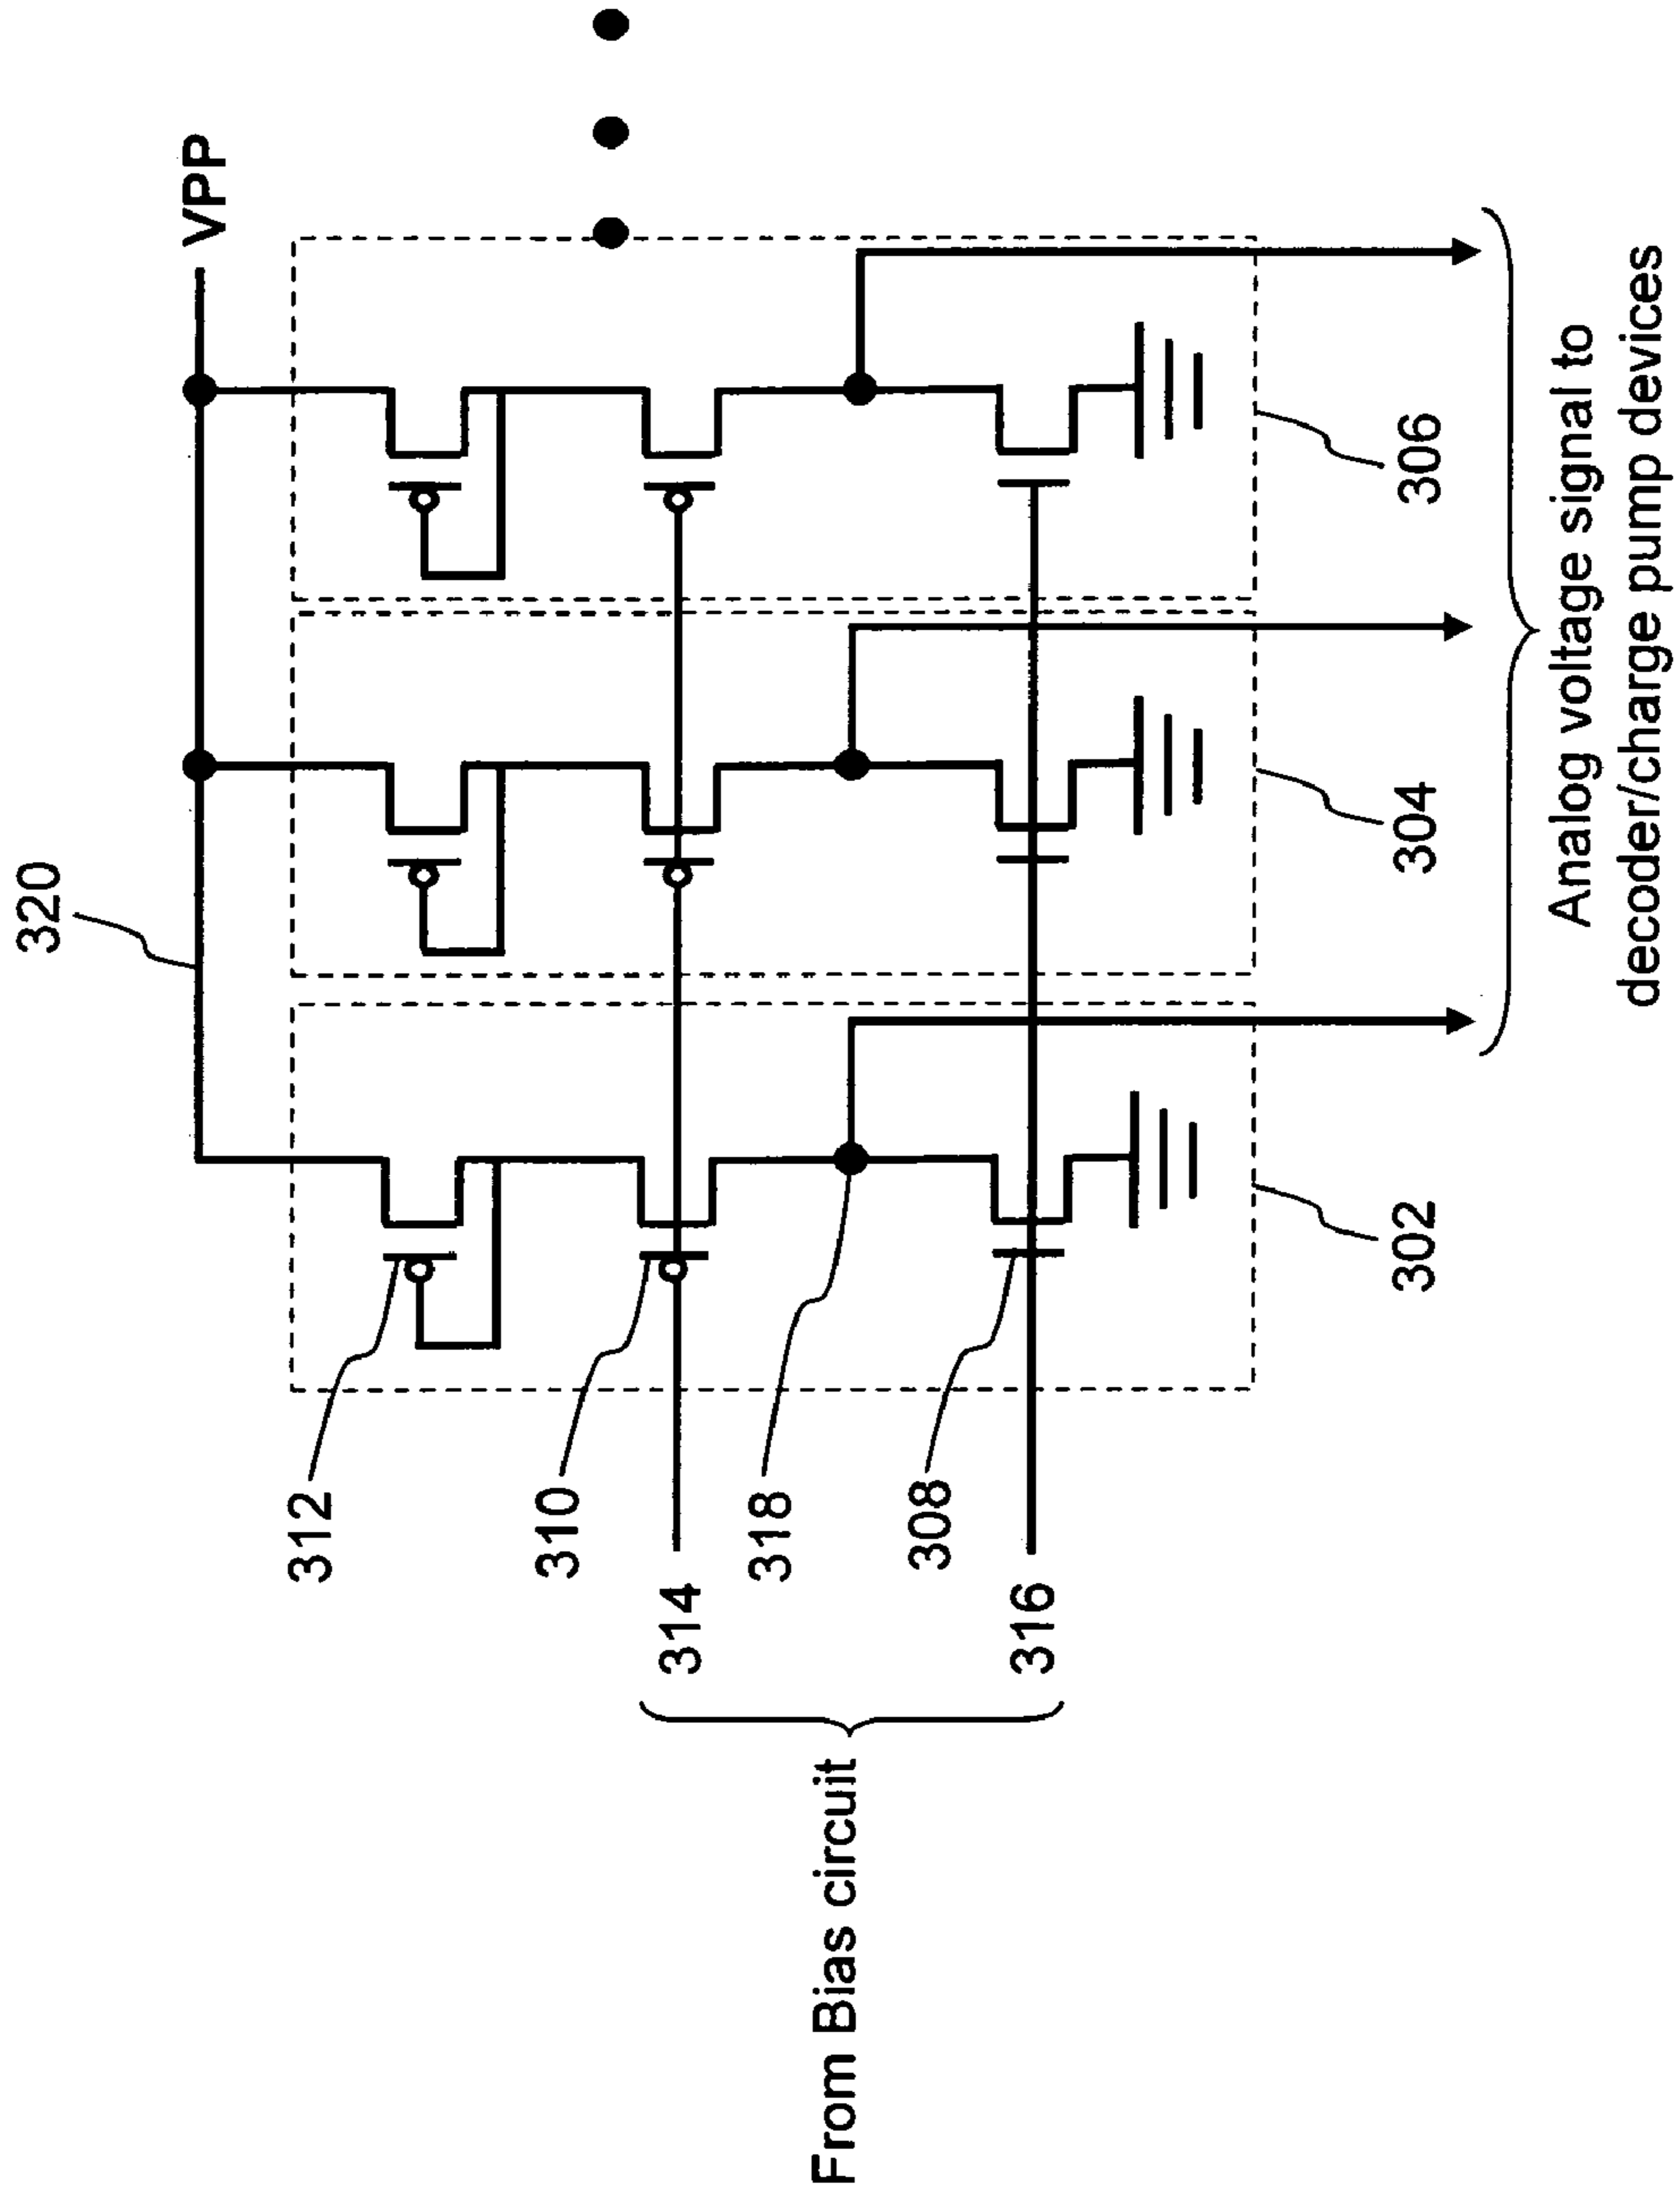 320
VPP
312
310
314
318
308
316
From Bias circuit
302
304
306
Analog voltage signal to
decoder/charge pump devices